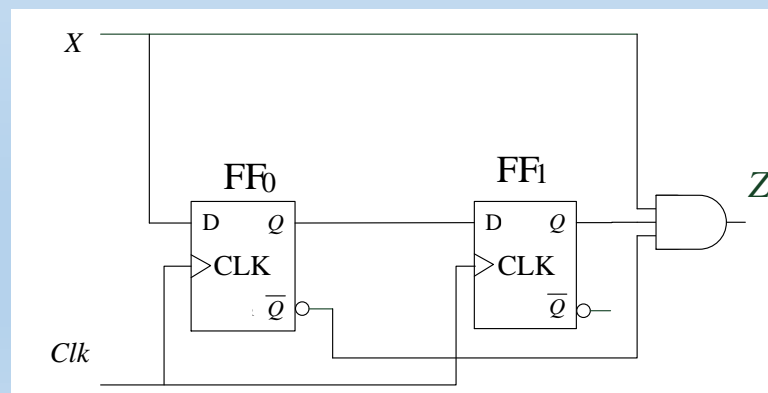 X
FF₀ FF₁
Z
D Q D Q
CLK CLK
Q̅ Q̅
Clk